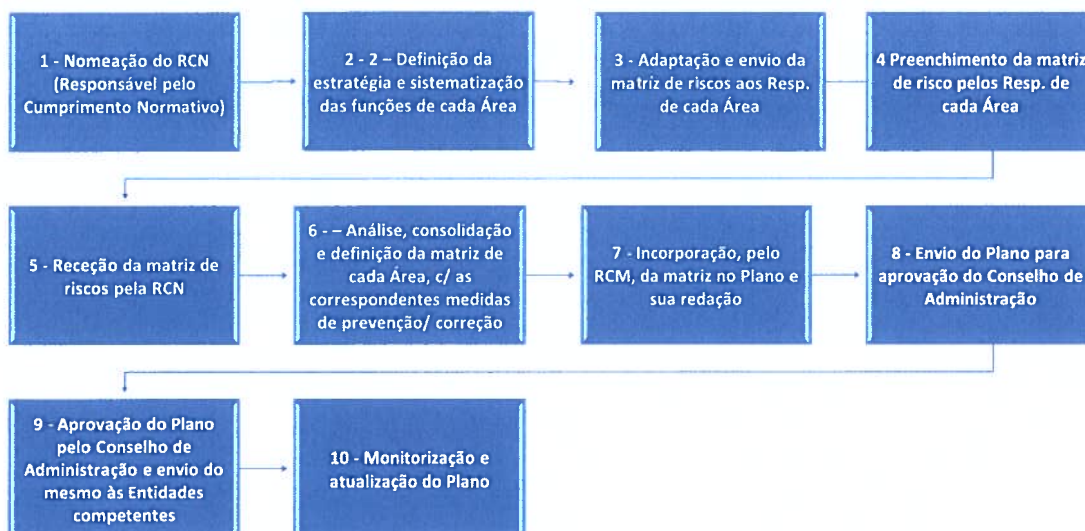 1 - Nomeação do RCN
(Responsável pelo
Cumprimento Normativo)
2 - 2 – Definição da
estratégia e sistematização
das funções de cada Área
3 - Adaptação e envio da
matriz de riscos aos Resp.
de cada Área
4 Preenchimento da matriz
de risco pelos Resp. de
cada Área
5 - Receção da matriz de
riscos pela RCN
6 - – Análise, consolidação
e definição da matriz de
cada Área, c/ as
correspondentes medidas
de prevenção/ correção
7 - Incorporação, pelo
RCM, da matriz no Plano e
sua redação
8 - Envio do Plano para
aprovação do Conselho de
Administração
9 - Aprovação do Plano
pelo Conselho de
Administração e envio do
mesmo às Entidades
competentes
10 - Monitorização e
atualização do Plano